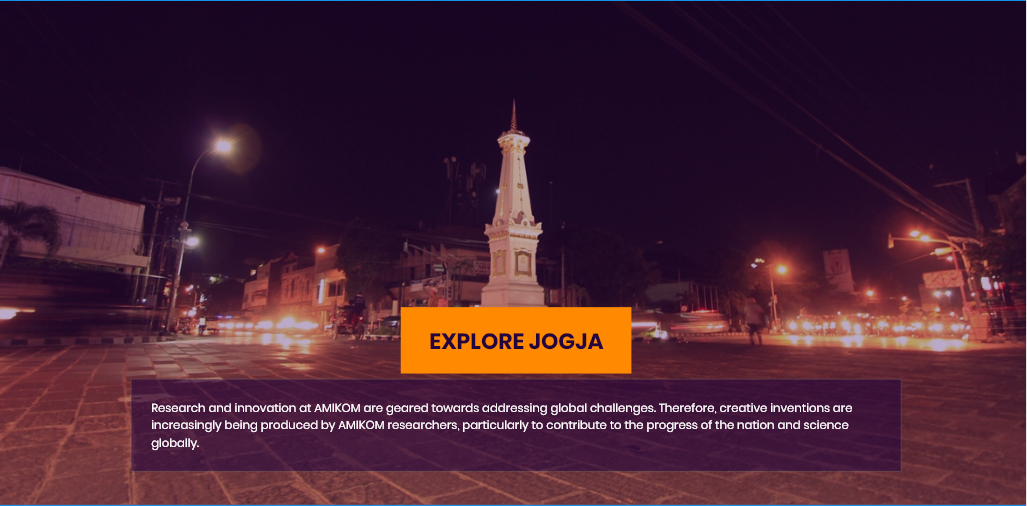 EXPLORE JOGJA
Research and innovation at AMIKOM are geared towards addressing global challenges. Therefore, creative inventions are
increasingly being produced by AMIKOM researchers, particularly to contribute to the progress of the nation and science
globally.